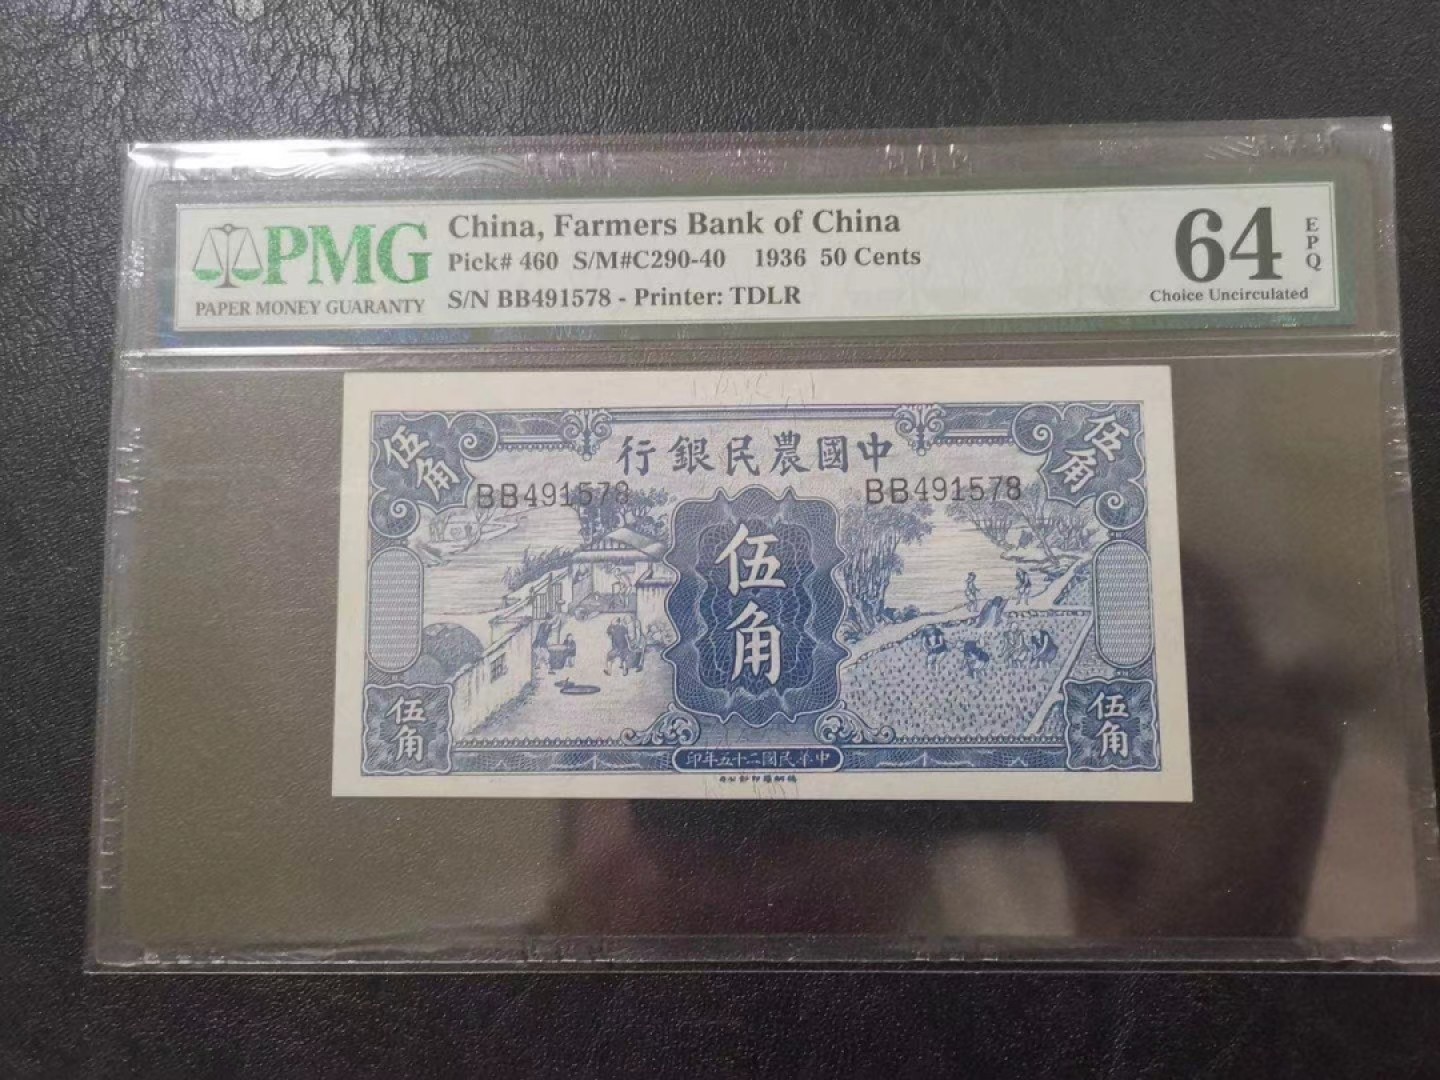 PMG
PAPER MONEY GUARANTY
China, Farmers Bank of China
Pick# 460 S/M#C290-40 1936 50 Cents
S/N BB491578 - Printer: TDLR
64
EPQ
Choice Uncirculated
伍角
行銀民農國中
伍角
BB491578
BB491578
伍角
伍角
伍角
印年五十二國民華中